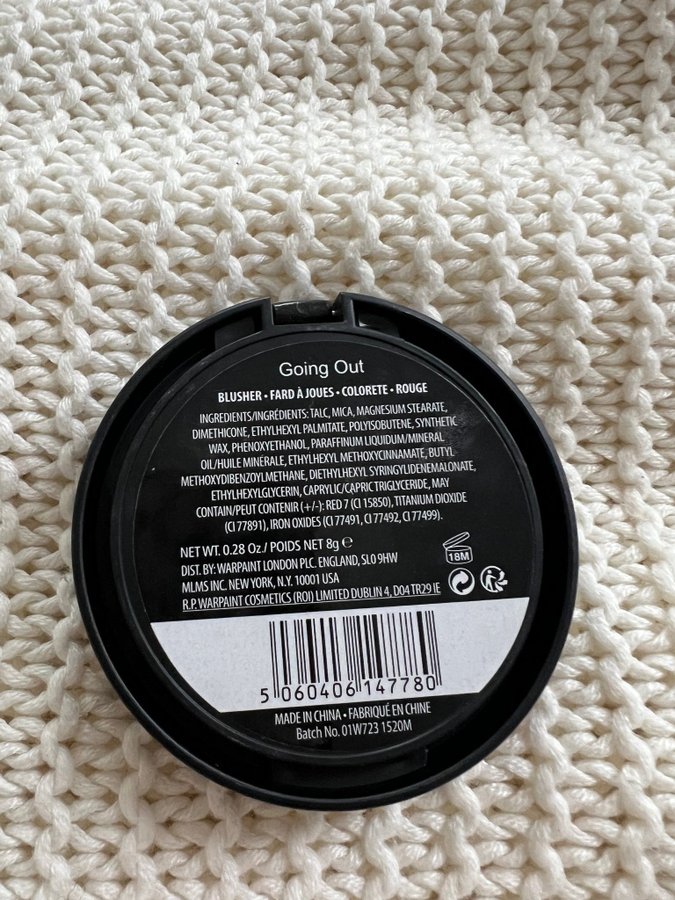 Going Out
BLUSHER • FARD À JOUES • COLORETE • ROUGE
INGREDIENTS/INGRÉDIENTS: TALC, MICA, MAGNESIUM STEARATE,
DIMETHICONE, ETHYLHEXYL PALMITATE, POLYISOBUTENE, SYNTHETIC
WAX, PHENOXYETHANOL, PARAFFINUM LIQUIDUM/MINERAL
OIL/HUILE MINÉRALE, ETHYLHEXYL METHOXYCINNAMATE, BUTYL
METHOXYDIBENZOYLMETHANE, DIETHYLHEXYL SYRINGYLIDENEMALONATE,
ETHYLHEXYLGLYCERIN, CAPRYLIC/CAPRIC TRIGLYCERIDE, MAY
CONTAIN/PEUT CONTENIR (+/-): RED 7 (CI 15850), TITANIUM DIOXIDE
(CI 77891), IRON OXIDES (CI 77491, CI 77492, CI 77499).
NET WT. 0.28 Oz./ POIDS NET 8g ℮
DIST. BY: WARPAINT LONDON PLC. ENGLAND, SL0 9HW
MLMS INC. NEW YORK, N.Y. 10001 USA
R.P. WARPAINT COSMETICS (ROI) LIMITED DUBLIN 4, D04 TR29 IE
18M
5 060406 147780
MADE IN CHINA • FABRIQUÉ EN CHINE
Batch No. 01W723 1520M